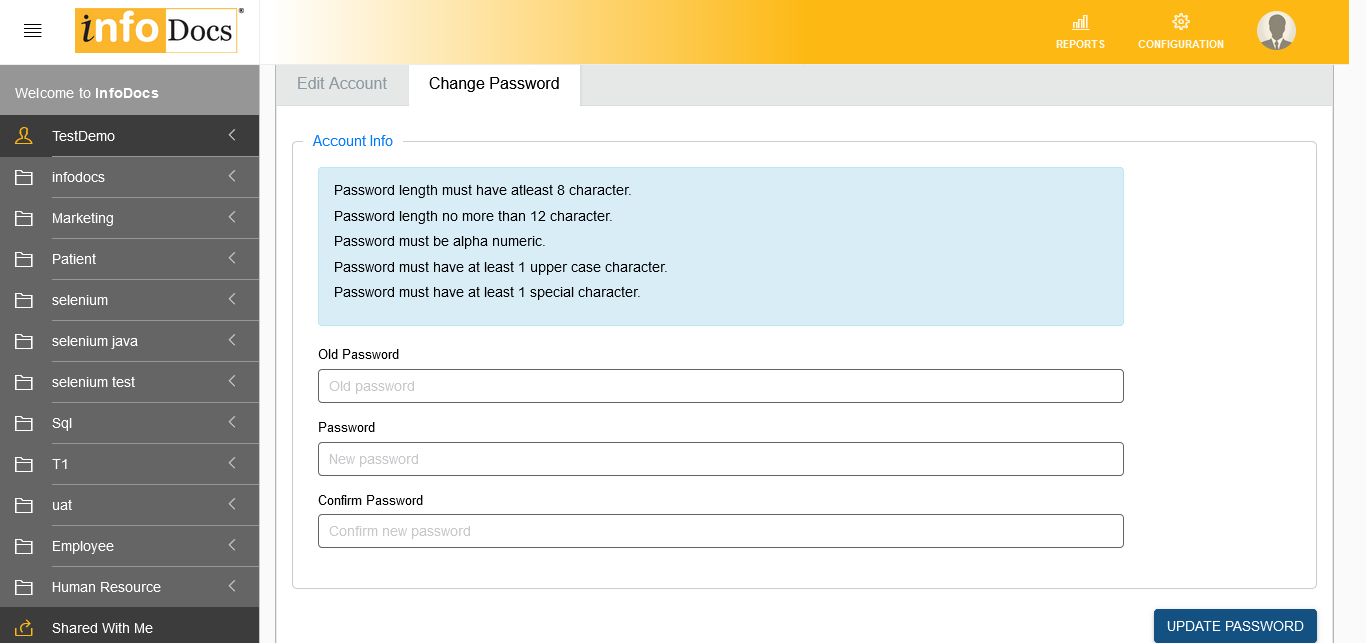 infoDocs
REPORTS
CONFIGURATION
Welcome to InfoDocs
TestDemo
infodocs
Marketing
Patient
selenium
selenium java
selenium test
Sql
T1
uat
Employee
Human Resource
Shared With Me
Edit Account
Change Password
Account Info
Password length must have atleast 8 character.
Password length no more than 12 character.
Password must be alpha numeric.
Password must have at least 1 upper case character.
Password must have at least 1 special character.
Old Password
Old password
Password
New password
Confirm Password
Confirm new password
UPDATE PASSWORD